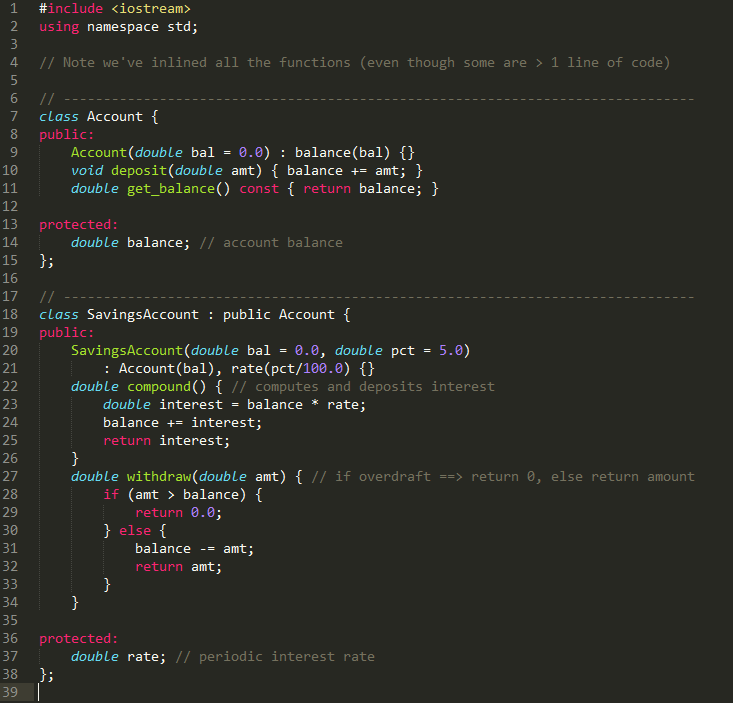 1 #include <iostream>
2 using namespace std;
3
4 // Note we've inlined all the functions (even though some are > 1 line of code)
5
6 // -------------------------------------------------------------------------------
7 class Account {
8 public:
9     Account(double bal = 0.0) : balance(bal) {}
10     void deposit(double amt) { balance += amt; }
11     double get_balance() const { return balance; }
12
13 protected:
14     double balance; // account balance
15 };
16
17 // -------------------------------------------------------------------------------
18 class SavingsAccount : public Account {
19 public:
20     SavingsAccount(double bal = 0.0, double pct = 5.0)
21         : Account(bal), rate(pct/100.0) {}
22     double compound() { // computes and deposits interest
23         double interest = balance * rate;
24         balance += interest;
25         return interest;
26     }
27     double withdraw(double amt) { // if overdraft ==> return 0, else return amount
28         if (amt > balance) {
29             return 0.0;
30         } else {
31             balance -= amt;
32             return amt;
33         }
34     }
35
36 protected:
37     double rate; // periodic interest rate
38 };
39